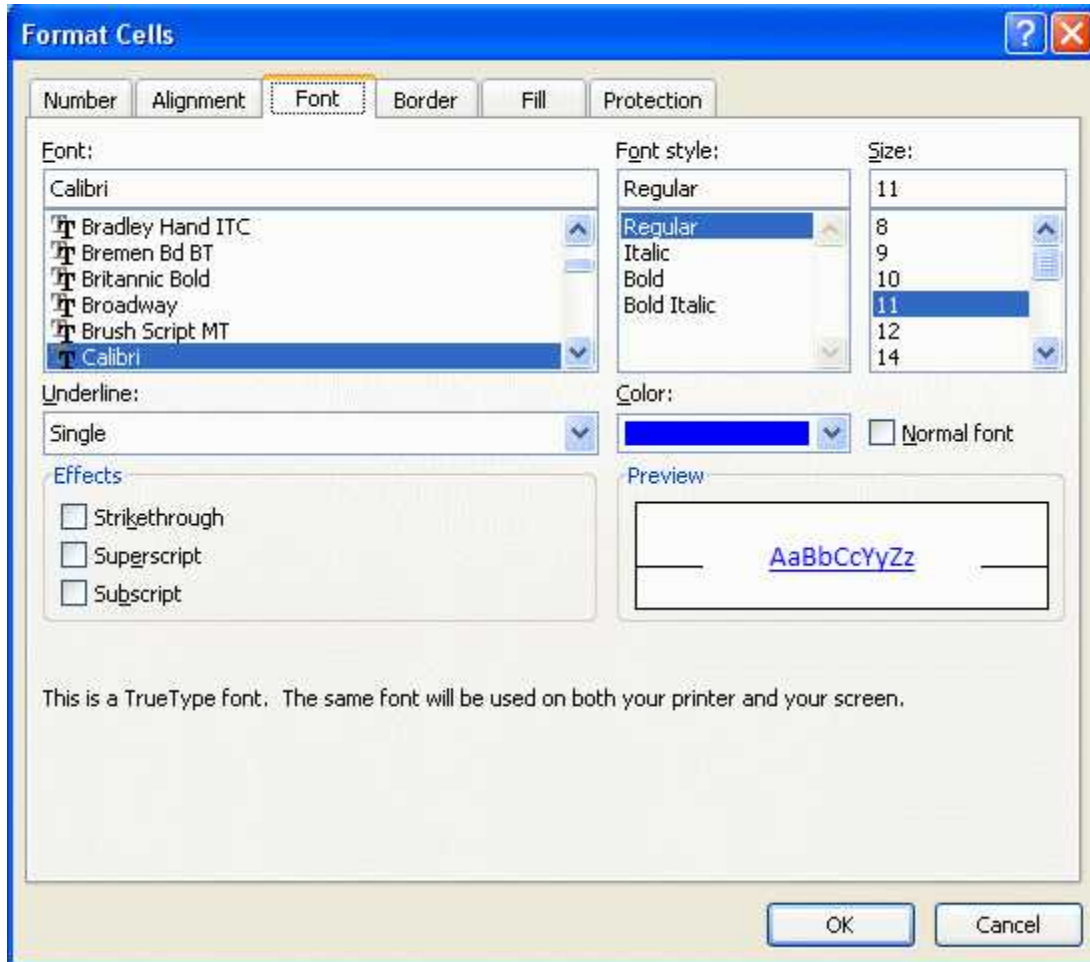 Format Cells
Number Alignment Font Border Fill Protection
Font: Font style: Size:
Calibri Regular 11
Bradley Hand ITC Regular 8
Bremen Bd BT Italic 9
Britannic Bold Bold 10
Broadway Bold Italic 11
Brush Script MT 12
Calibri 14
Underline: Color:
Single Normal font
Effects Preview
Strikethrough
Superscript AaBbCcYyZz
Subscript
This is a TrueType font. The same font will be used on both your printer and your screen.
OK Cancel